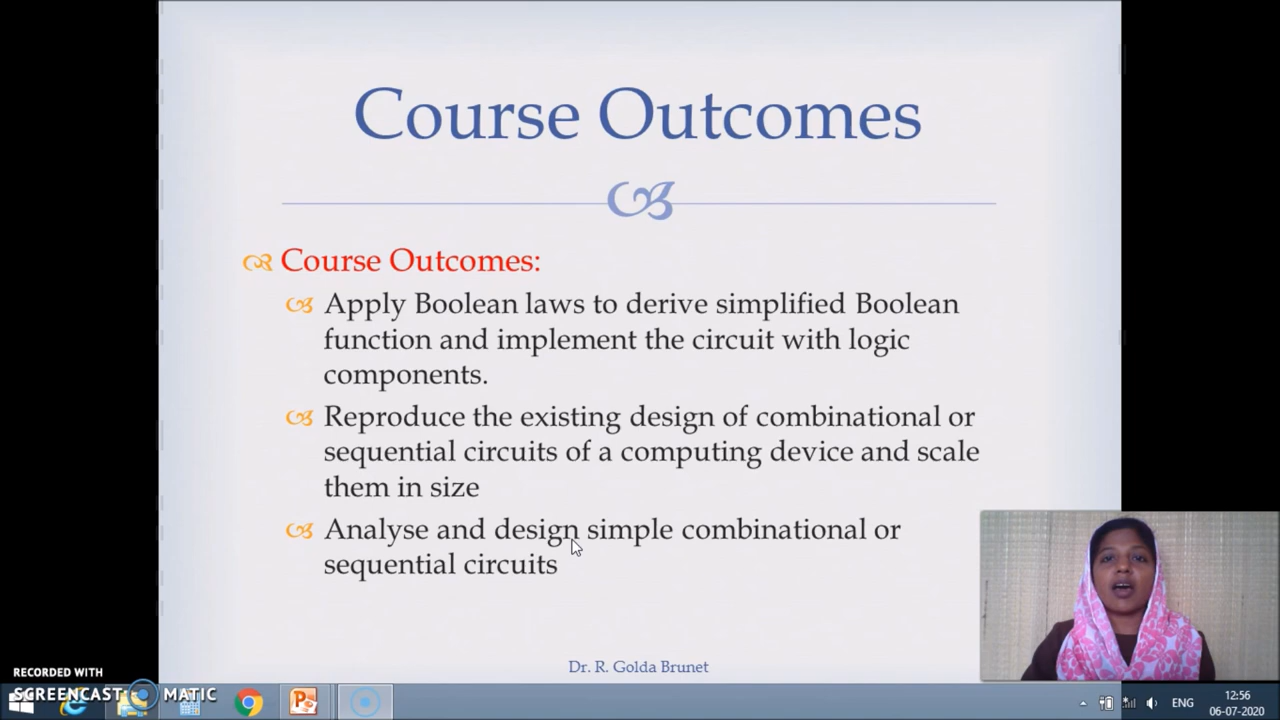 Course Outcomes
Course Outcomes:
Apply Boolean laws to derive simplified Boolean
function and implement the circuit with logic
components.
Reproduce the existing design of combinational or
sequential circuits of a computing device and scale
them in size
Analyse and design simple combinational or
sequential circuits
Dr. R. Golda Brunet
RECORDED WITH
SCREENCAST MATIC
ENG
12:56
06-07-2020